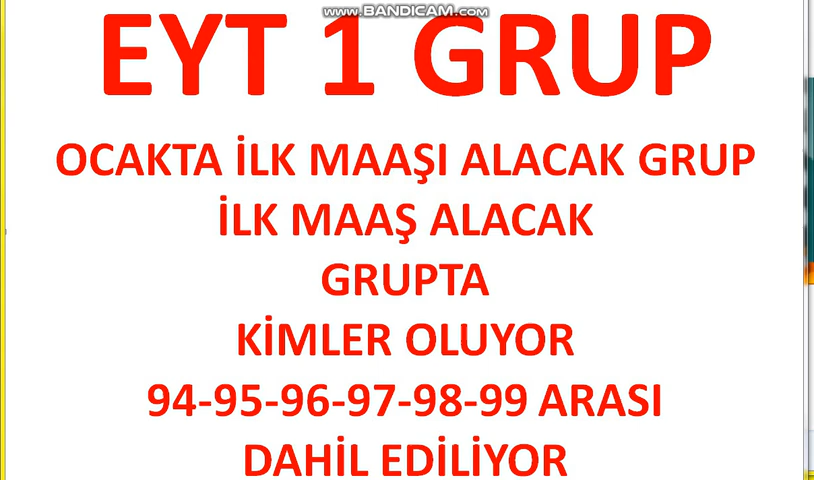 www.BANDICAM.com
EYT 1 GRUP
OCAKTA İLK MAAŞI ALACAK GRUP
İLK MAAŞ ALACAK
GRUPTA
KİMLER OLUYOR
94-95-96-97-98-99 ARASI
DAHİL EDİLİYOR